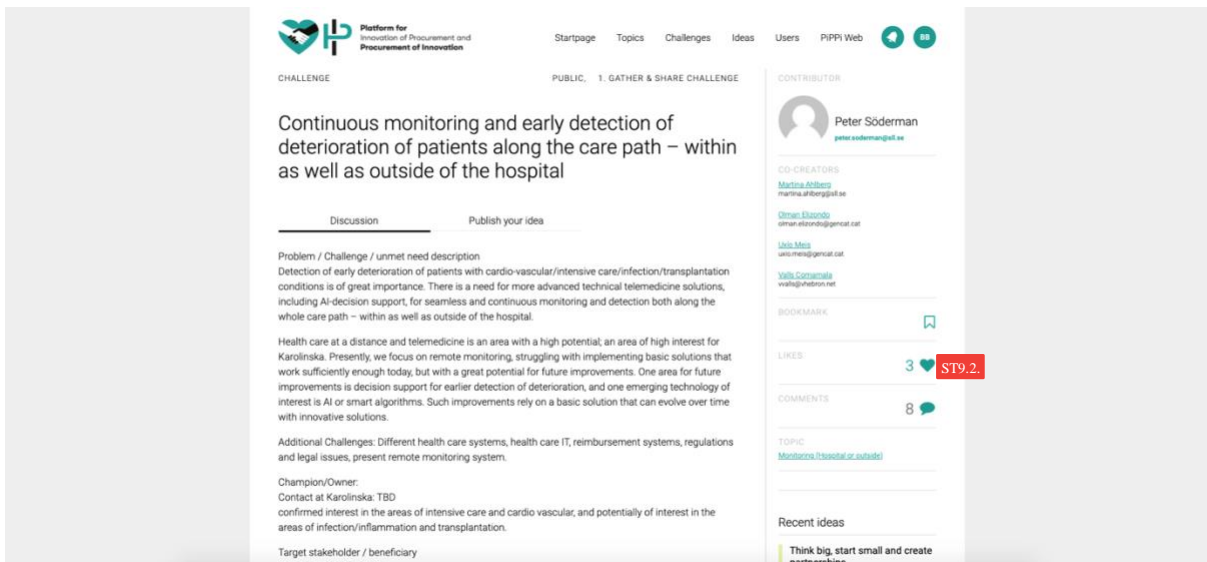 Platform for
Innovation of Procurement and
Procurement of Innovation
Startpage Topics Challenges Ideas Users PiPPi Web BB
CHALLENGE PUBLIC, 1. GATHER & SHARE CHALLENGE
Continuous monitoring and early detection of
deterioration of patients along the care path – within
as well as outside of the hospital
Discussion Publish your idea
Problem / Challenge / unmet need description
Detection of early deterioration of patients with cardio-vascular/intensive care/infection/transplantation
conditions is of great importance. There is a need for more advanced technical telemedicine solutions,
including AI-decision support, for seamless and continuous monitoring and detection both along the
whole care path – within as well as outside of the hospital.
Health care at a distance and telemedicine is an area with a high potential; an area of high interest for
Karolinska. Presently, we focus on remote monitoring, struggling with implementing basic solutions that
work sufficiently enough today, but with a great potential for future improvements. One area for future
improvements is decision support for earlier detection of deterioration, and one emerging technology of
interest is AI or smart algorithms. Such improvements rely on a basic solution that can evolve over time
with innovative solutions.
Additional Challenges: Different health care systems, health care IT, reimbursement systems, regulations
and legal issues, present remote monitoring system.
Champion/Owner:
Contact at Karolinska: TBD
confirmed interest in the areas of intensive care and cardio vascular, and potentially of interest in the
areas of infection/inflammation and transplantation.
Target stakeholder / beneficiary
CONTRIBUTOR
Peter Söderman
peter.soderman@sll.se
CO-CREATORS
Martina Ahlberg
martina.ahlberg@sll.se
Olman Elizondo
olman.elizondo@gencat.cat
Uxio Meis
uxio.meis@gencat.cat
Valls Comamala
vvalls@vhebron.net
BOOKMARK
LIKES
3
ST9.2.
COMMENTS
8
TOPIC
Monitoring (Hospital or outside)
Recent ideas
Think big, start small and create
partnerships